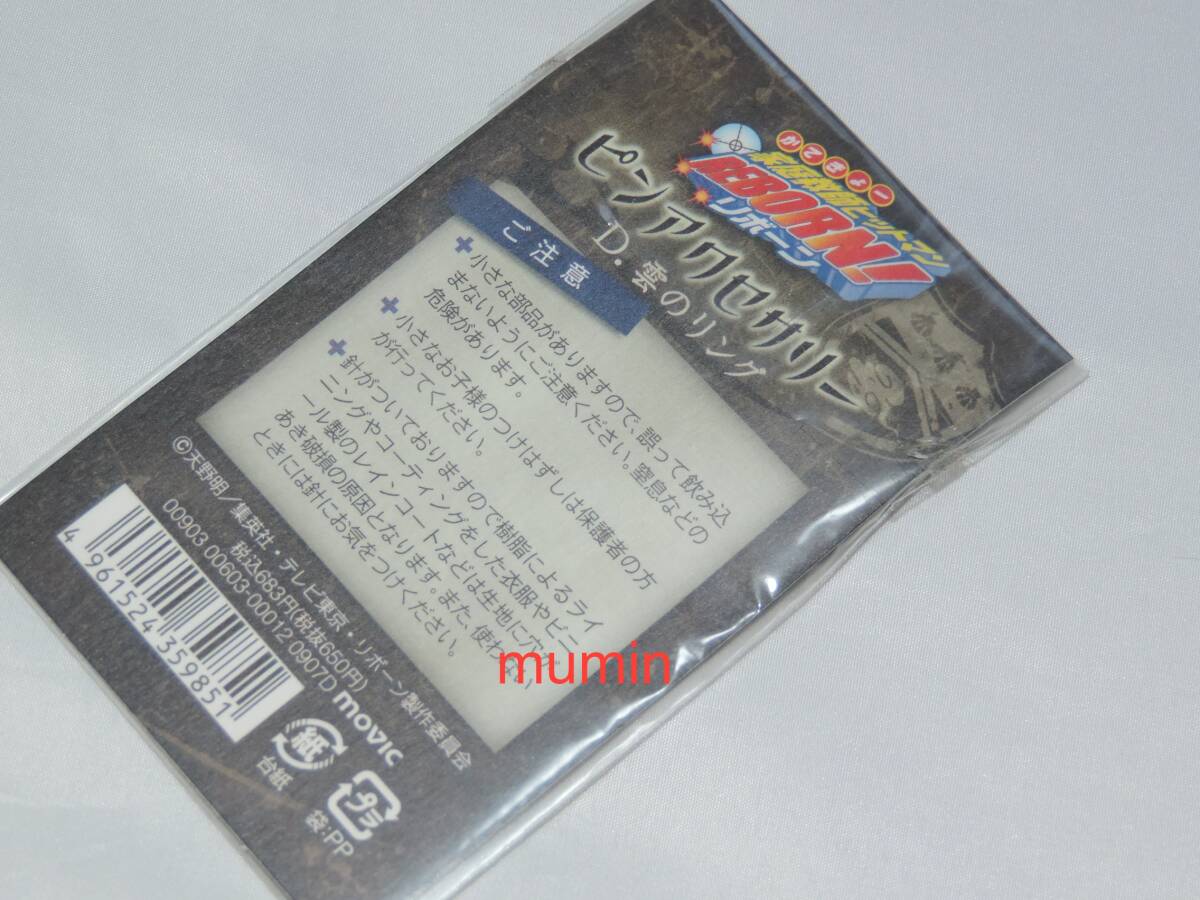 かてきょー
家庭教師ヒットマン
REBORN!
リボーン
ピンアクセサリー
D.雲のリング
ご注意
小さな部品がありますので、誤って飲み込
まないようにご注意ください。窒息などの
危険があります。
小さなお子様のつけはずしは保護者の方
が行ってください。
針がついておりますので樹脂によるライ
ニングやコーティングをした衣服やビニ
ール製のレインコートなどは生地に穴が
あき破損の原因となります。また、使わない
ときには針にお気をつけください。
©天野明/集英社・テレビ東京・リボーン製作委員会
税込683円(税抜650円)
00903 00603-00012 0907D
movic
4961524359851
紙
台紙
プラ
袋:PP
mumin